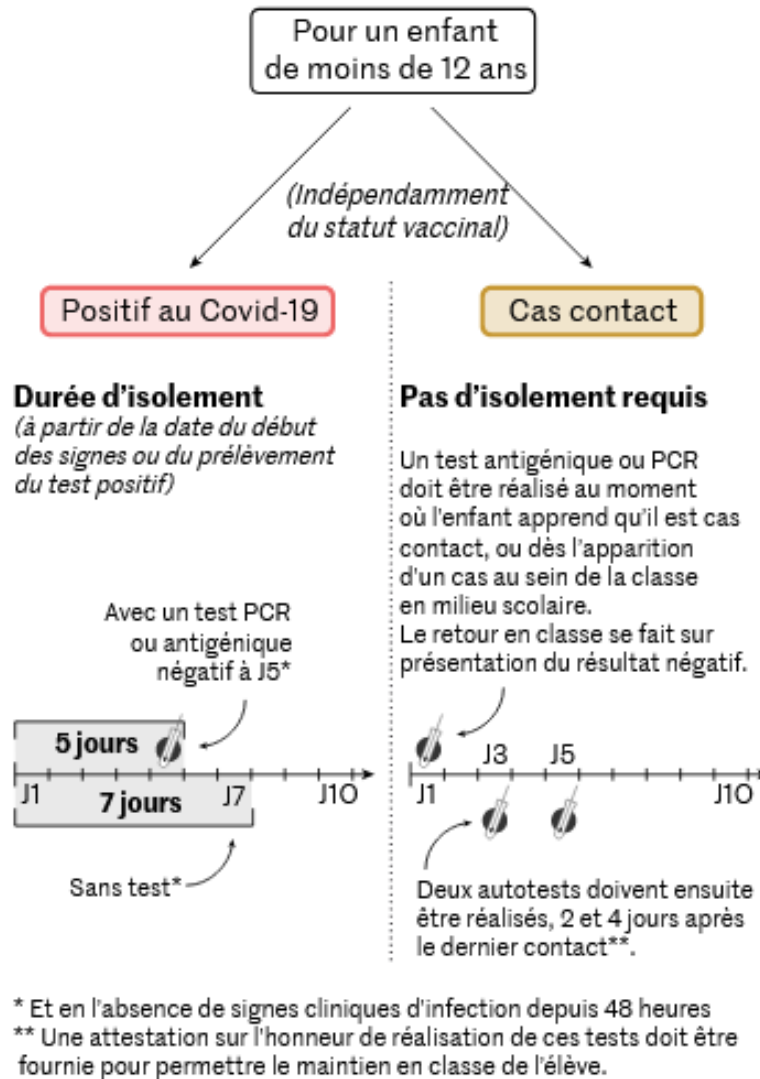 Pour un enfant
de moins de 12 ans
(Indépendamment
du statut vaccinal)
Positif au Covid-19
Durée d'isolement
(à partir de la date du début
des signes ou du prélèvement
du test positif)
Avec un test PCR
ou antigénique
négatif à J5*
5 jours
J1
J7
J10
7 jours
Sans test*
Cas contact
Pas d'isolement requis
Un test antigénique ou PCR
doit être réalisé au moment
où l'enfant apprend qu'il est cas
contact, ou dès l'apparition
d'un cas au sein de la classe
en milieu scolaire.
Le retour en classe se fait sur
présentation du résultat négatif.
J3
J5
J1
J10
Deux autotests doivent ensuite
être réalisés, 2 et 4 jours après
le dernier contact**.
* Et en l'absence de signes cliniques d'infection depuis 48 heures
** Une attestation sur l'honneur de réalisation de ces tests doit être
fournie pour permettre le maintien en classe de l'élève.